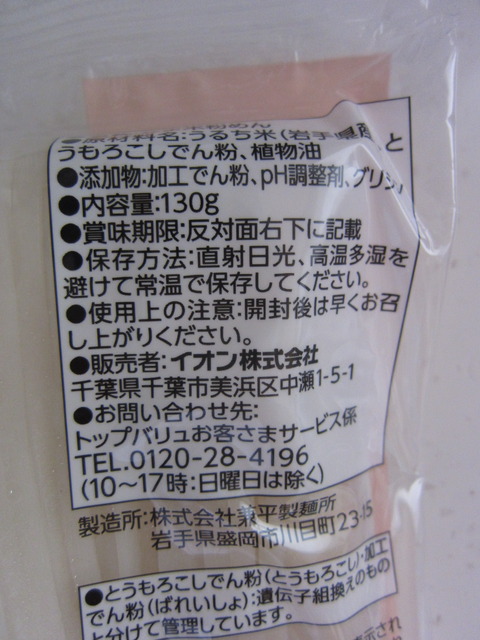 米粉めん
●原材料名:うるち米(岩手県産、と
うもろこしでん粉、植物油
●添加物:加工でん粉、pH調整剤、グリシ
●内容量:130g
●賞味期限:反対面右下に記載
●保存方法:直射日光、高温多湿を
避けて常温で保存してください。
●使用上の注意:開封後は早くお召
し上がりください。
●販売者:イオン株式会社
千葉県千葉市美浜区中瀬1-5-1
●お問い合わせ先:
トップバリュお客さまサービス係
TEL.0120-28-4196
(10〜17時:日曜日は除く)
製造所:株式会社兼平製麺所
岩手県盛岡市川目町23-15
●とうもろこしでん粉(とうもろこし)・加工
でん粉(ばれいしょ):遺伝子組換えのもの
と分けて管理しています。